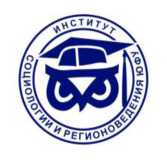 ИНСТИТУТ
СОЦИОЛОГИИ И РЕГИОНОВЕДЕНИЯ ЮФУ